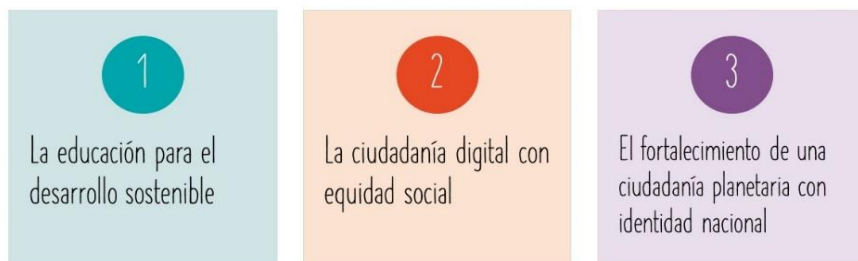 1
La educación para el
desarrollo sostenible
2
La ciudadanía digital con
equidad social
3
El fortalecimiento de una
ciudadanía planetaria con
identidad nacional